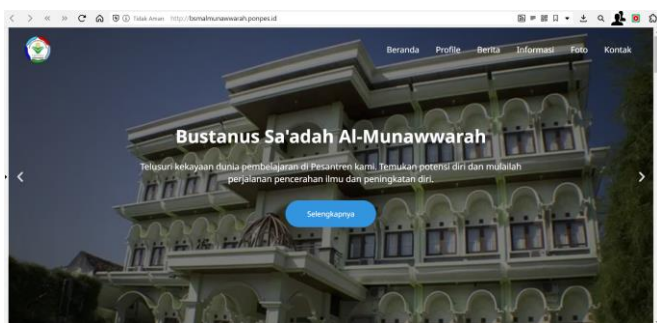 Tidak Aman http://bsmalmunawwarah.ponpes.id
Beranda Profile Berita Informasi Foto Kontak
Bustanus Sa'adah Al-Munawwarah
Telusuri kekayaan dunia pembelajaran di Pesantren kami. Temukan potensi diri dan mulailah
perjalanan pencerahan ilmu dan peningkatan diri.
Selengkapnya